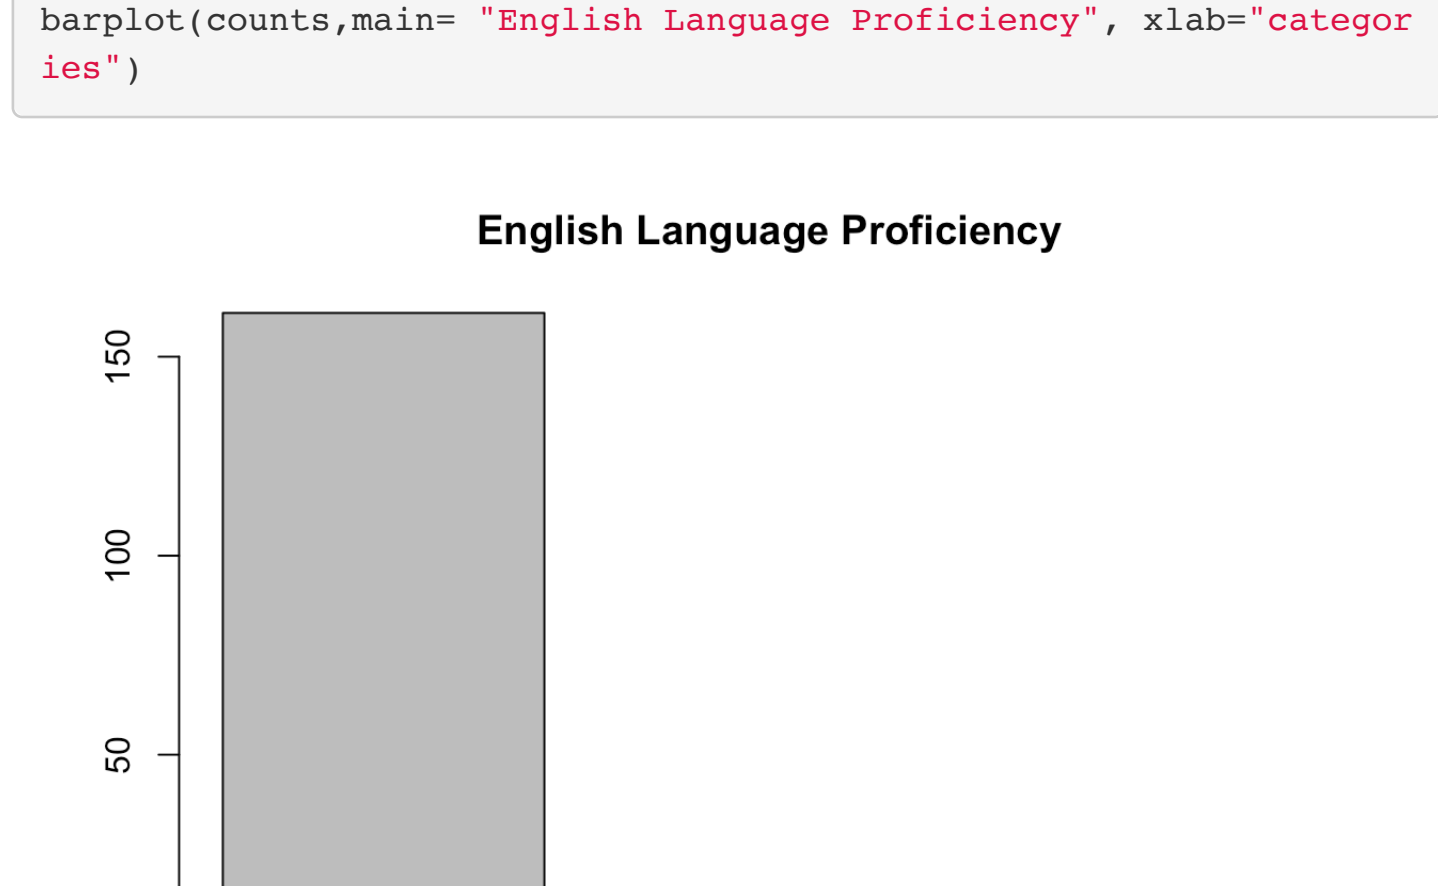 barplot(counts,main= "English Language Proficiency", xlab="categor
ies")
English Language Proficiency
150
100
50